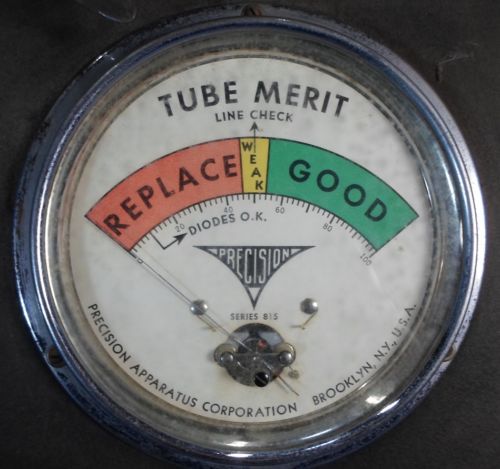 TUBE MERIT
LINE CHECK
REPLACE
WEAK
GOOD
0 20 40 60 80 100
DIODES O.K.
PRECISION
SERIES 815
PRECISION APPARATUS CORPORATION BROOKLYN, N.Y., U.S.A.